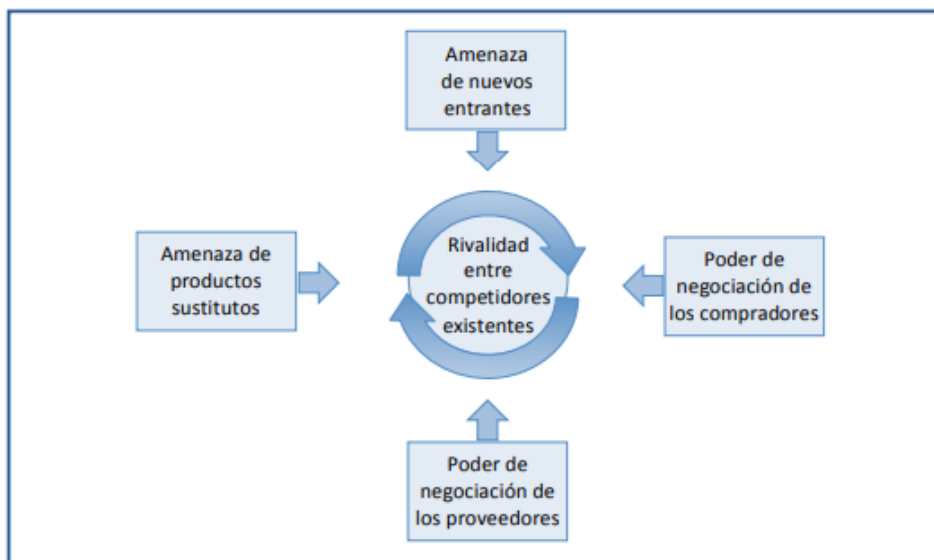 Amenaza
de nuevos
entrantes
Amenaza de
productos
sustitutos
Rivalidad
entre
competidores
existentes
Poder de
negociación de
los compradores
Poder de
negociación de
los proveedores